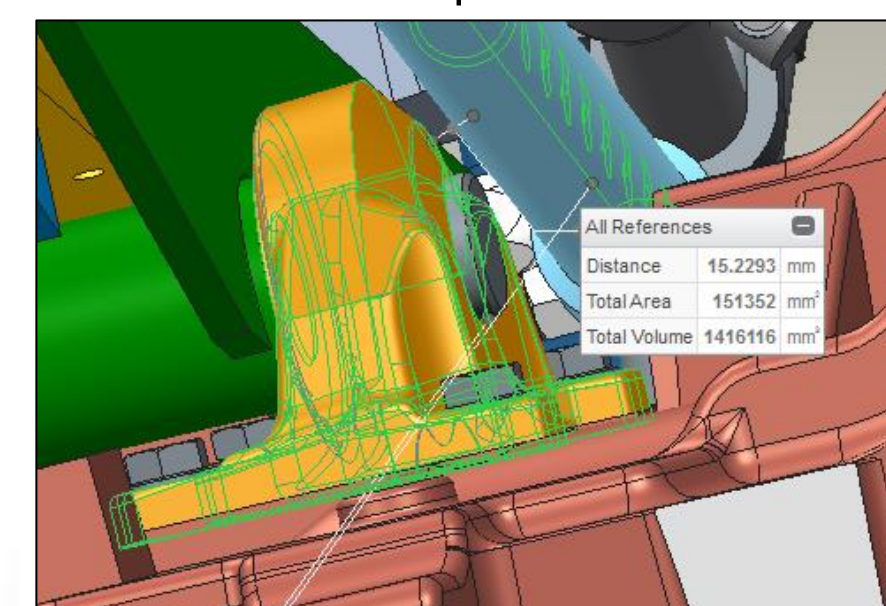 All References
Distance 15.2293 mm
Total Area 151352 mm²
Total Volume 1416116 mm³